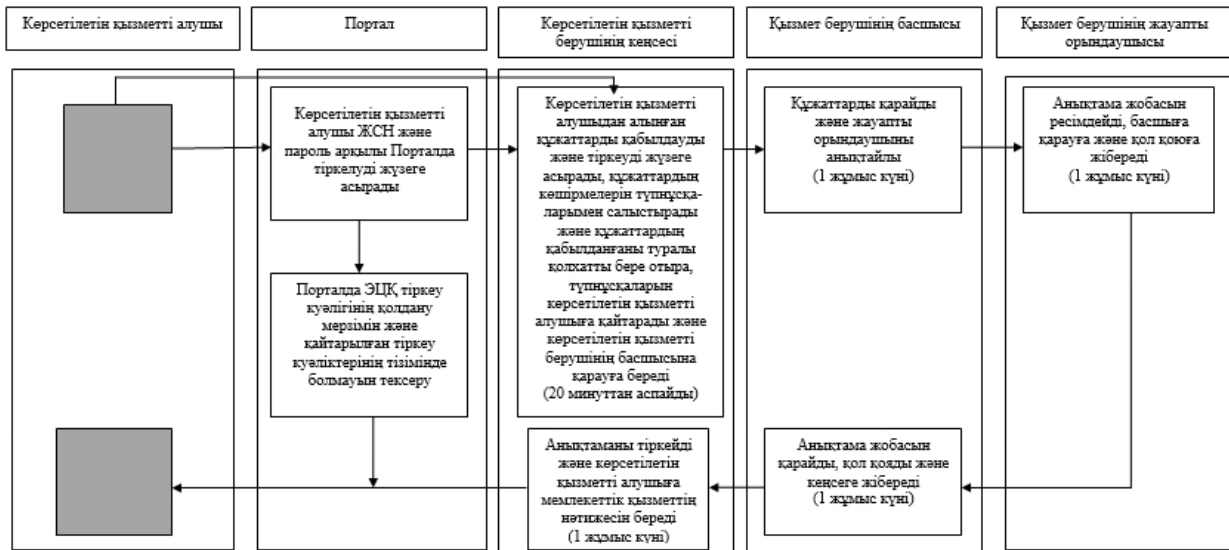 Көрсетілетін қызметті алушы
Портал
Көрсетілетін қызметті
берушінің кеңсесі
Қызмет берушінің басшысы
Қызмет берушінің жауапты
орындаушысы
Көрсетілетін қызметті
алушы ЖСН және
пароль арқылы Порталда
тіркелуді жүзеге
асырады
Көрсетілетін қызметті
алушыдан алынған
құжаттарды қабылдауды
және тіркеуді жүзеге
асырады, құжаттардың
көшірмелерін түпнұсқа-
ларымен салыстырады
және құжаттардың
қабылданғаны туралы
қолхатты бере отыра,
түпнұсқаларын
көрсетілетін қызметті
алушыға қайтарады және
көрсетілетін қызметті
берушінің басшысына
қарауға береді
(20 минуттан аспайды)
Құжаттарды қарайды
және жауапты
орындаушыны
анықтайлы
(1 жұмыс күні)
Анықтама жобасын
ресімдейді, басшыға
қарауға және қол қоюға
жібереді
(1 жұмыс күні)
Порталда ЭЦҚ тіркеу
куәлігінің қолдану
мерзімін және
қайтарылған тіркеу
куәліктерінің тізімінде
болмауын тексеру
Анықтаманы тіркейді
және көрсетілетін
қызметті алушыға
мемлекеттік қызметтің
нәтижесін береді
(1 жұмыс күні)
Анықтама жобасын
қарайды, қол қояды және
кеңсеге жібереді
(1 жұмыс күні)